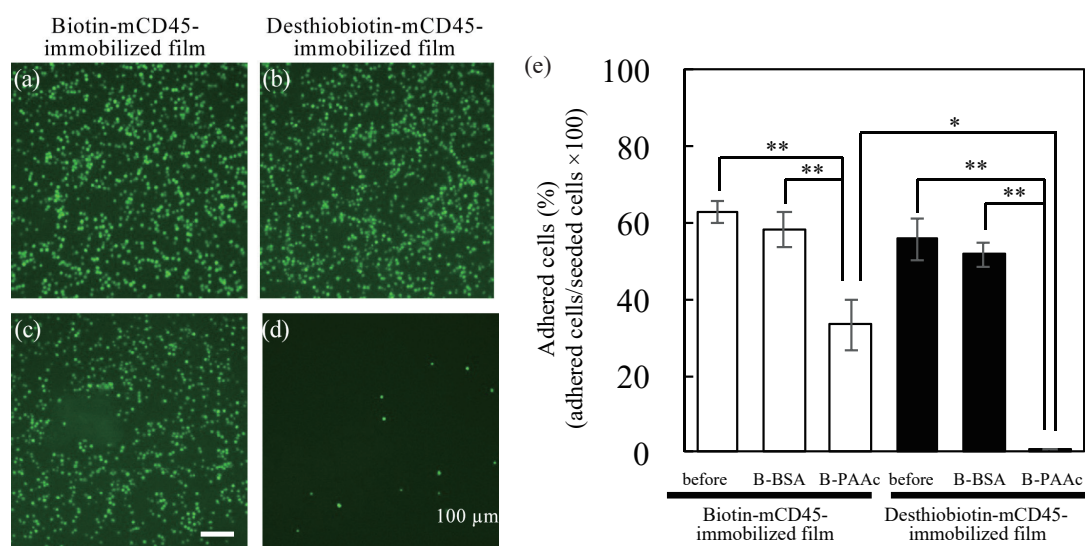 Biotin-mCD45-
immobilized film
Desthiobiotin-mCD45-
immobilized film
(a)
(b)
(c)
(d)
100 µm
(e)
Adhered cells (%)
(adhered cells/seeded cells ×100)
100
80
60
40
20
0
**
**
*
**
**
before
B-BSA
B-PAAc
before
B-BSA
B-PAAc
Biotin-mCD45-
immobilized film
Desthiobiotin-mCD45-
immobilized film